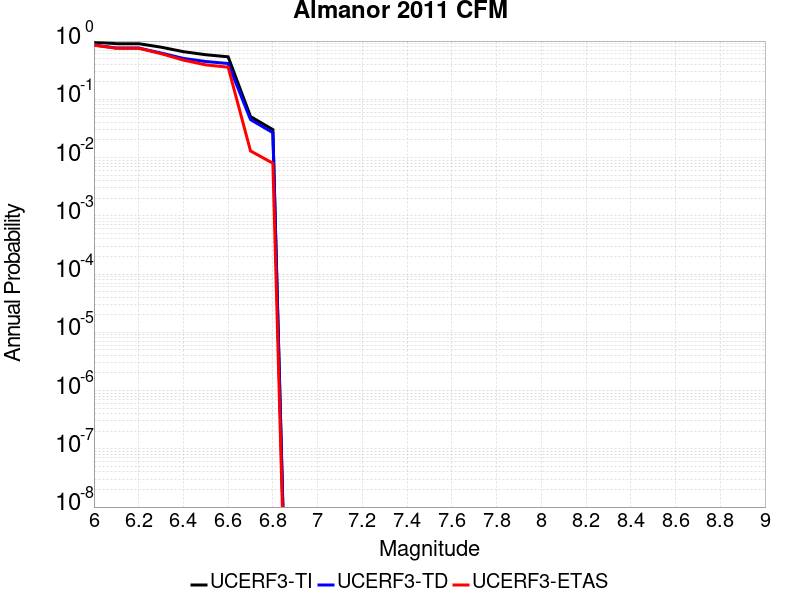 Almanor 2011 CFM
Annual Probability
10^0
10^-1
10^-2
10^-3
10^-4
10^-5
10^-6
10^-7
10^-8
6 6.2 6.4 6.6 6.8 7 7.2 7.4 7.6 7.8 8 8.2 8.4 8.6 8.8 9
Magnitude
UCERF3-TI UCERF3-TD UCERF3-ETAS